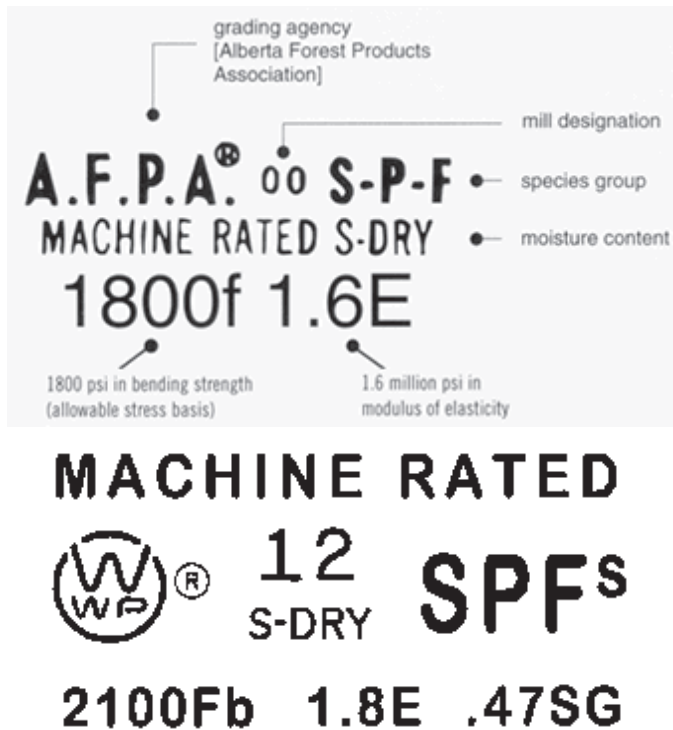 grading agency
[Alberta Forest Products
Association]
mill designation
A.F.P.A.® 00 S-P-F
species group
MACHINE RATED S-DRY
moisture content
1800f 1.6E
1800 psi in bending strength
(allowable stress basis)
1.6 million psi in
modulus of elasticity
MACHINE RATED
12
W
WP ®
S-DRY
SPFs
2100Fb 1.8E .47SG